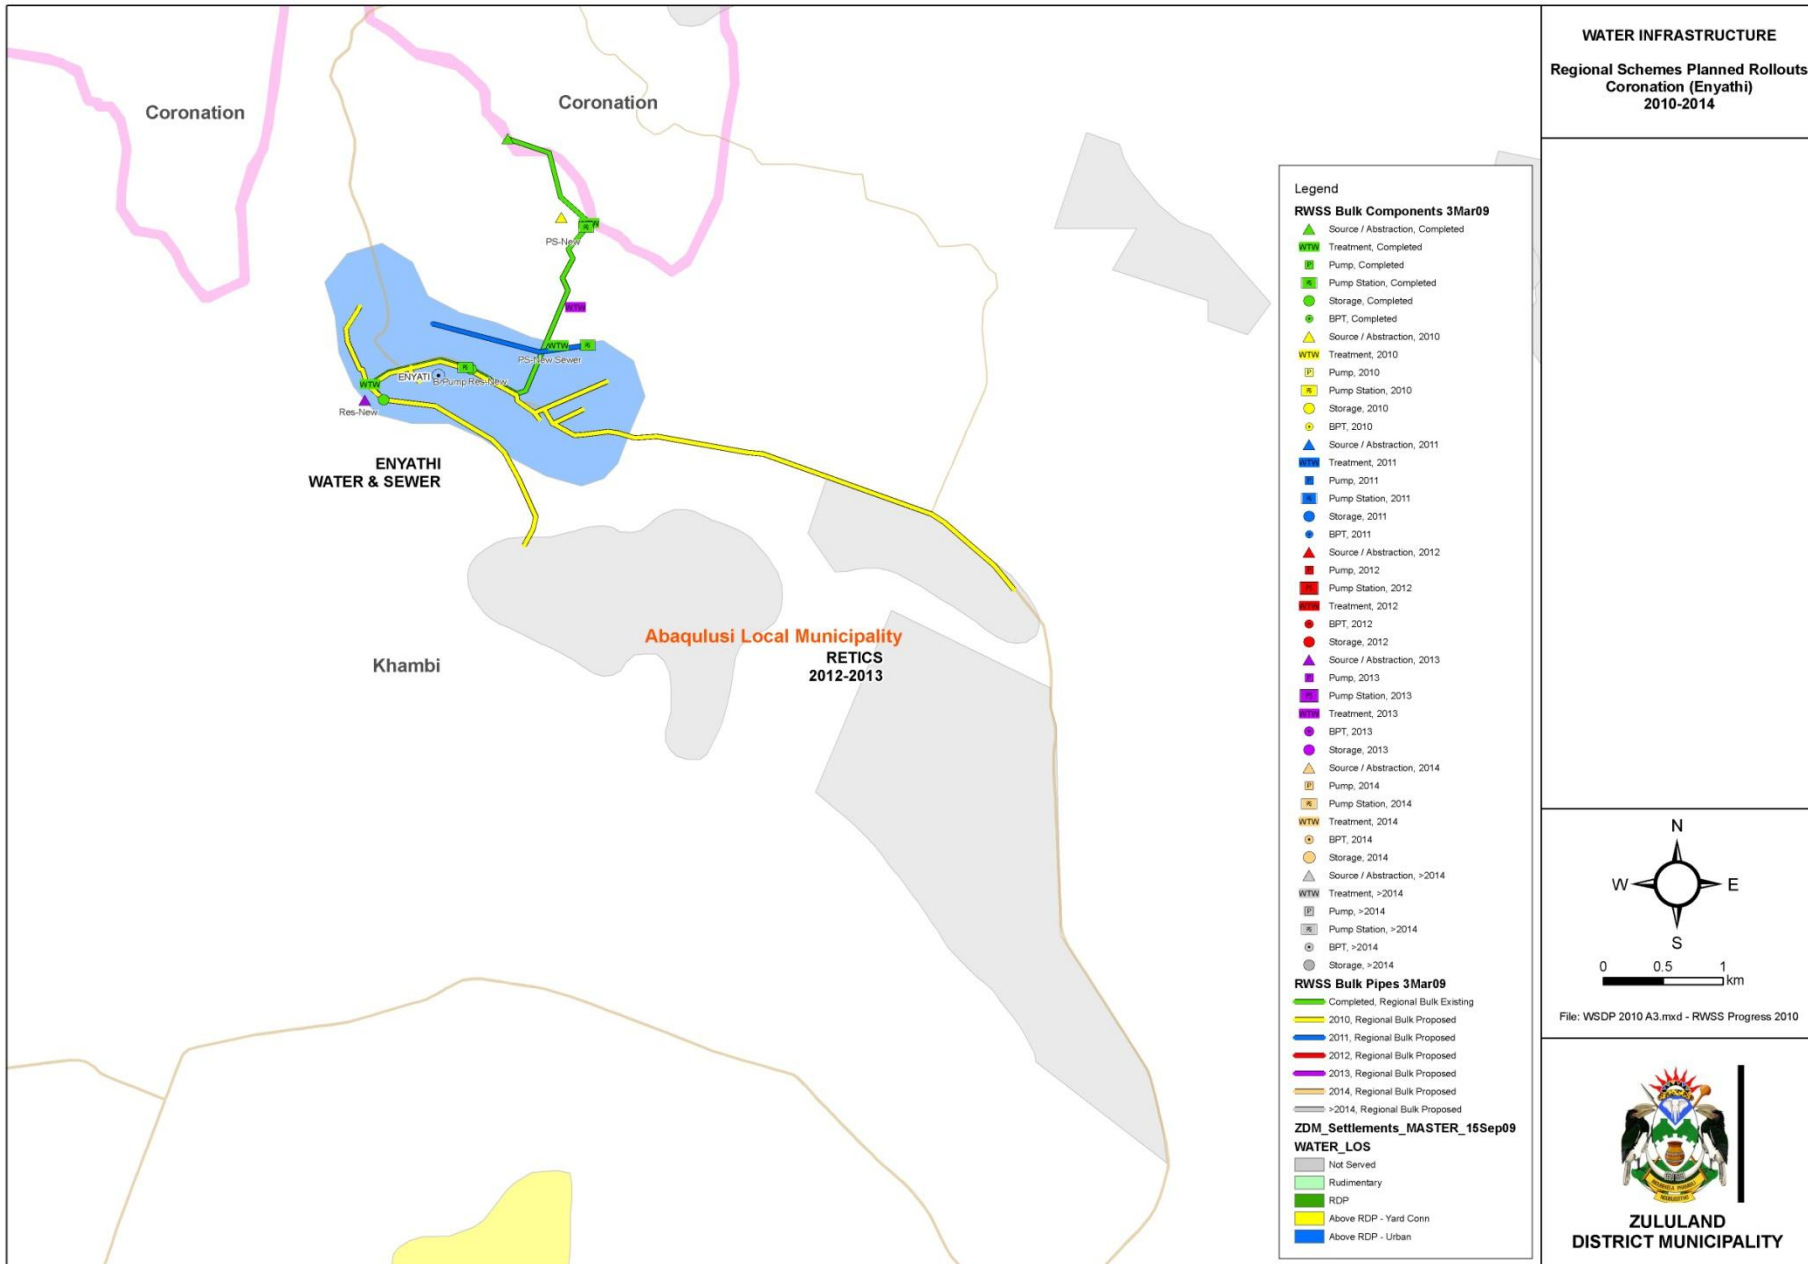 WATER INFRASTRUCTURE
Regional Schemes Planned Rollouts
Coronation (Enyathi)
2010-2014
Coronation
Coronation
PS-New
WTW
WTW
PS-New Sewer
ENYATI
B Pump Res-New
WTW
Res-New
ENYATHI
WATER & SEWER
Abaqulusi Local Municipality
RETICS
2012-2013
Khambi
Legend
RWSS Bulk Components 3Mar09
Source / Abstraction, Completed
WTW Treatment, Completed
P Pump, Completed
PS Pump Station, Completed
Storage, Completed
BPT, Completed
Source / Abstraction, 2010
WTW Treatment, 2010
P Pump, 2010
PS Pump Station, 2010
Storage, 2010
BPT, 2010
Source / Abstraction, 2011
WTW Treatment, 2011
P Pump, 2011
PS Pump Station, 2011
Storage, 2011
BPT, 2011
Source / Abstraction, 2012
P Pump, 2012
PS Pump Station, 2012
WTW Treatment, 2012
BPT, 2012
Storage, 2012
Source / Abstraction, 2013
P Pump, 2013
PS Pump Station, 2013
WTW Treatment, 2013
BPT, 2013
Storage, 2013
Source / Abstraction, 2014
P Pump, 2014
PS Pump Station, 2014
WTW Treatment, 2014
BPT, 2014
Storage, 2014
Source / Abstraction, >2014
WTW Treatment, >2014
P Pump, >2014
PS Pump Station, >2014
BPT, >2014
Storage, >2014
RWSS Bulk Pipes 3Mar09
Completed, Regional Bulk Existing
2010, Regional Bulk Proposed
2011, Regional Bulk Proposed
2012, Regional Bulk Proposed
2013, Regional Bulk Proposed
2014, Regional Bulk Proposed
>2014, Regional Bulk Proposed
ZDM_Settlements_MASTER_15Sep09
WATER_LOS
Not Served
Rudimentary
RDP
Above RDP - Yard Conn
Above RDP - Urban
N
W E
S
0 0.5 1
km
File: WSDP 2010 A3.mxd - RWSS Progress 2010
ZULULAND
DISTRICT MUNICIPALITY